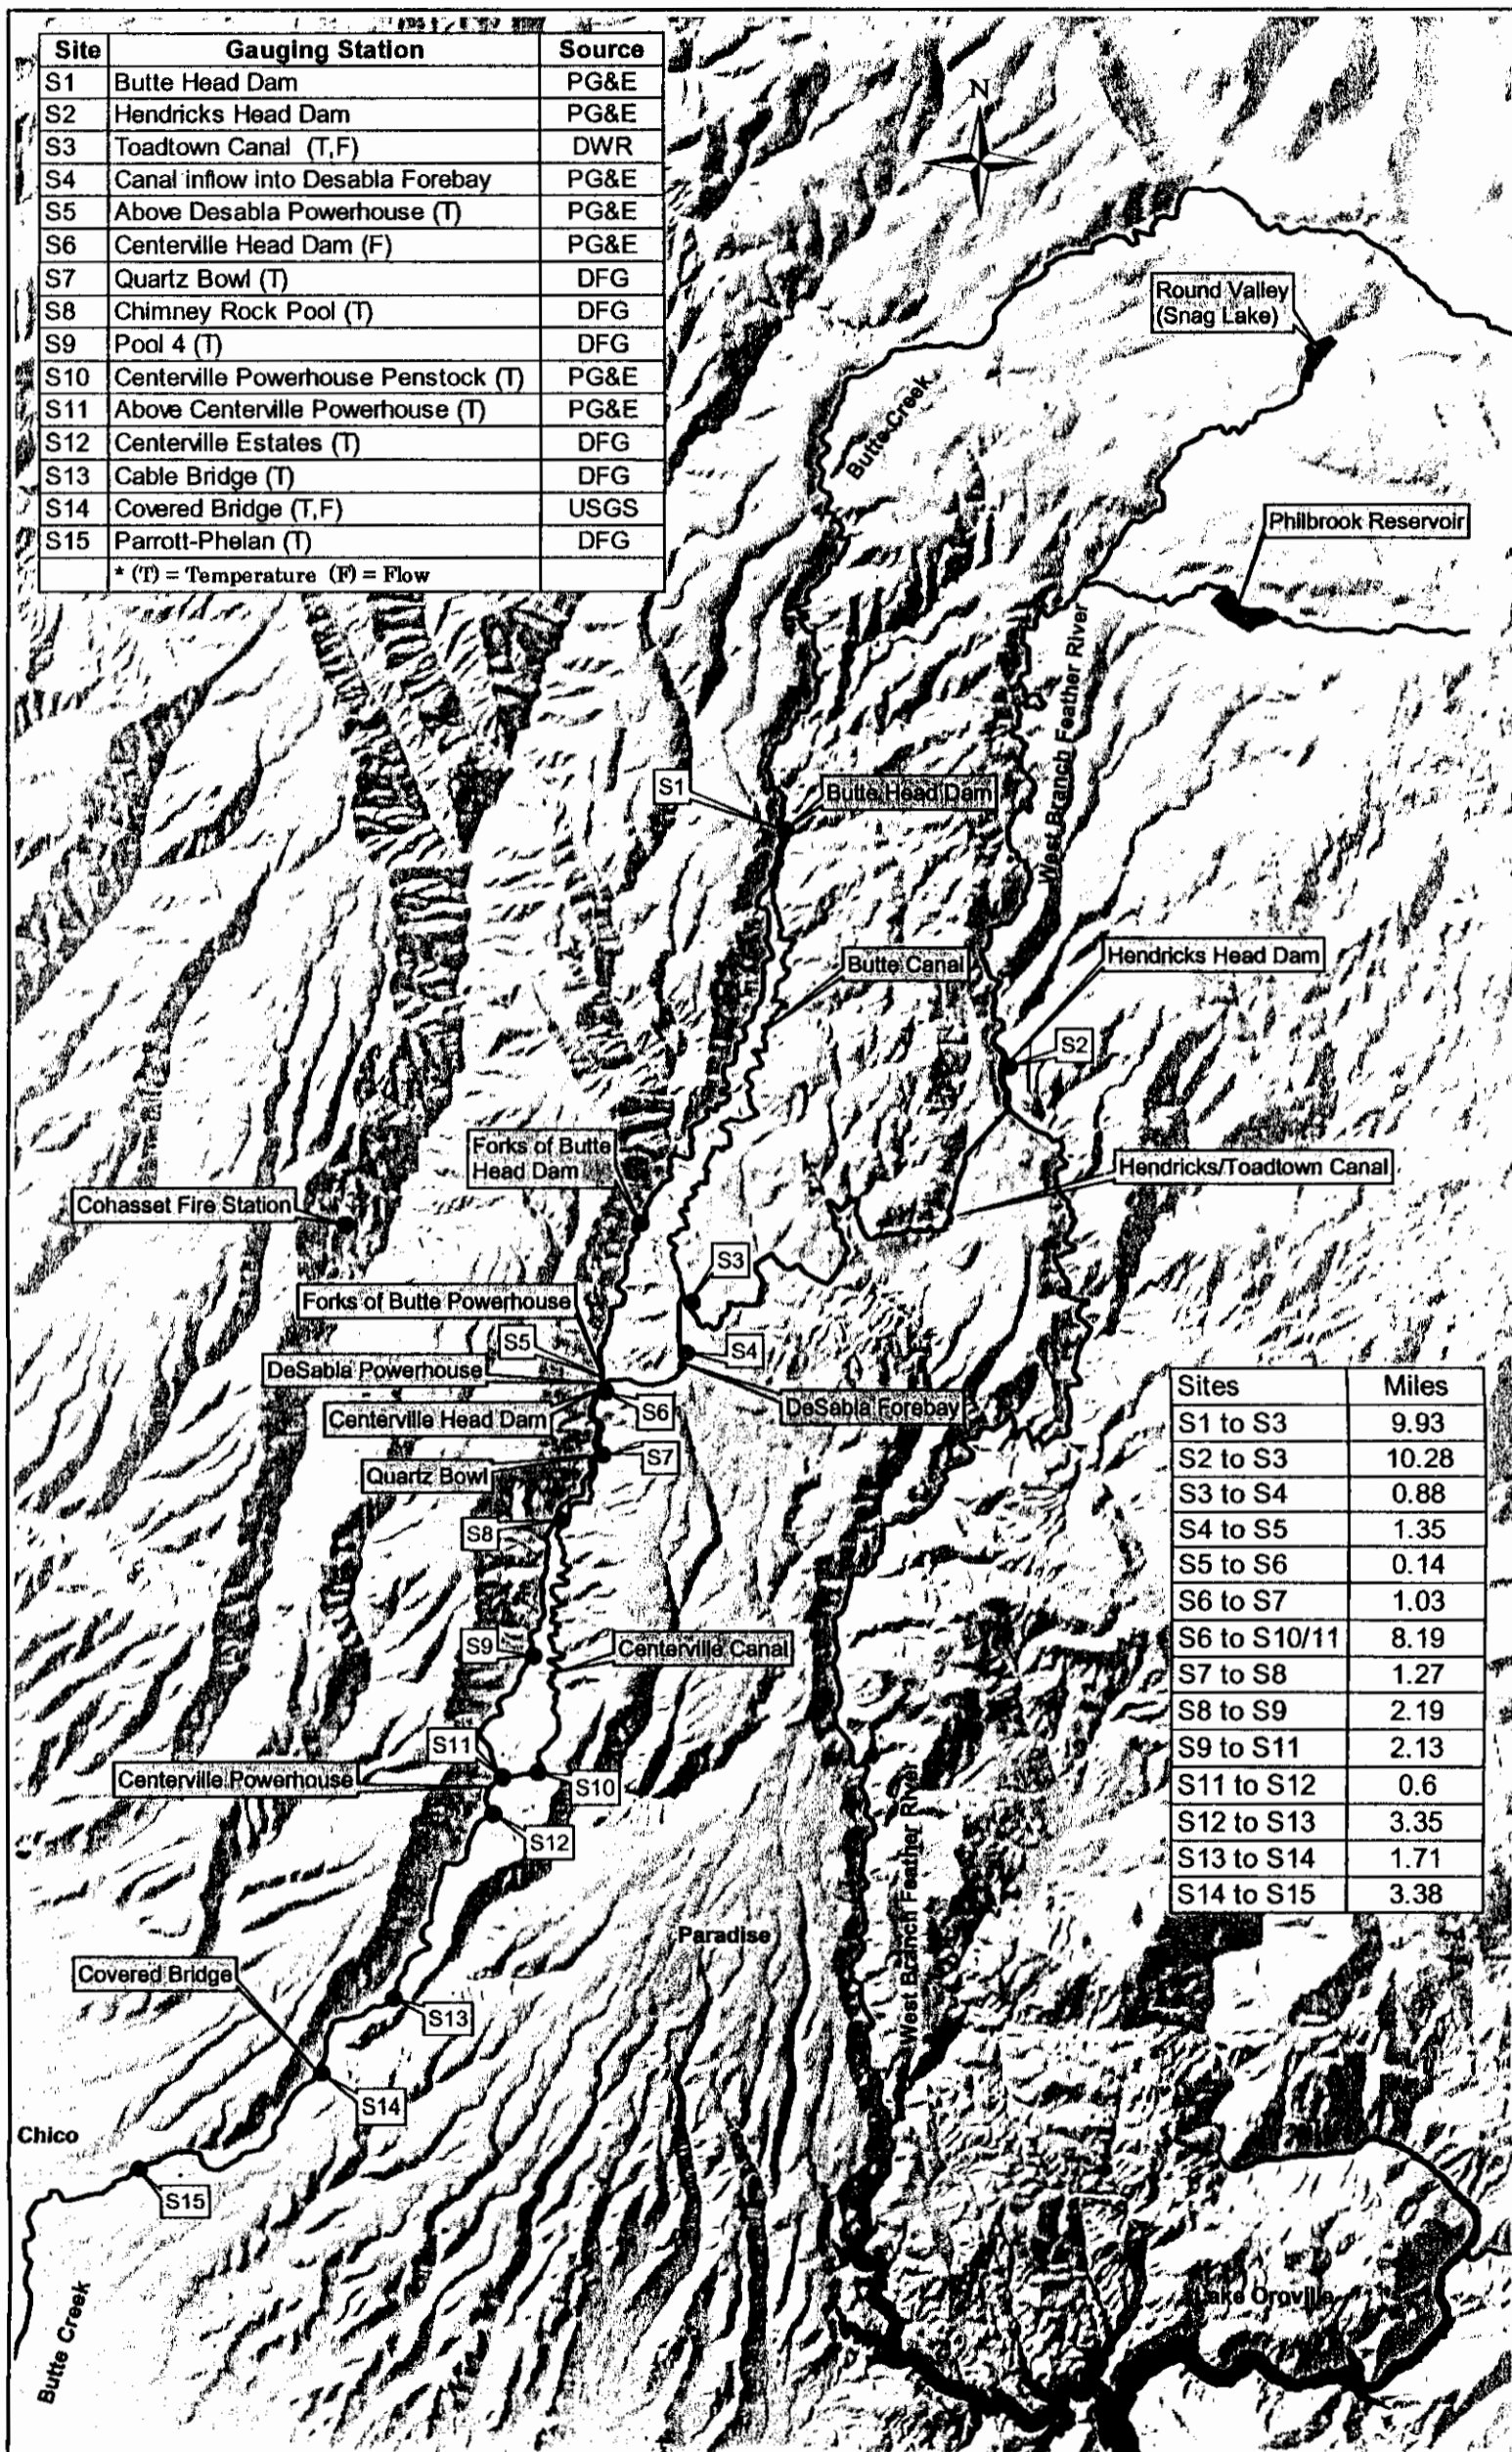 Site Gauging Station Source
S1 Butte Head Dam PG&E
S2 Hendricks Head Dam PG&E
S3 Toadtown Canal (T,F) DWR
S4 Canal inflow into Desabla Forebay PG&E
S5 Above Desabla Powerhouse (T) PG&E
S6 Centerville Head Dam (F) PG&E
S7 Quartz Bowl (T) DFG
S8 Chimney Rock Pool (T) DFG
S9 Pool 4 (T) DFG
S10 Centerville Powerhouse Penstock (T) PG&E
S11 Above Centerville Powerhouse (T) PG&E
S12 Centerville Estates (T) DFG
S13 Cable Bridge (T) DFG
S14 Covered Bridge (T,F) USGS
S15 Parrott-Phelan (T) DFG
* (T) = Temperature (F) = Flow
N
Round Valley
(Snag Lake)
Butte Creek
Philbrook Reservoir
West Branch Feather River
S1
Butte Head Dam
Butte Canal
Hendricks Head Dam
S2
Forks of Butte
Head Dam
Hendricks/Toadtown Canal
Cohasset Fire Station
S3
Forks of Butte Powerhouse
S5
S4
DeSabla Powerhouse
DeSabla Forebay
Centerville Head Dam
S6
S7
Quartz Bowl
S8
S9
Centerville Canal
S11
Centerville Powerhouse
S10
S12
Sites Miles
S1 to S3 9.93
S2 to S3 10.28
S3 to S4 0.88
S4 to S5 1.35
S5 to S6 0.14
S6 to S7 1.03
S6 to S10/11 8.19
S7 to S8 1.27
S8 to S9 2.19
S9 to S11 2.13
S11 to S12 0.6
S12 to S13 3.35
S13 to S14 1.71
S14 to S15 3.38
West Branch Feather River
Paradise
Covered Bridge
S13
S14
Chico
S15
Butte Creek
Lake Oroville